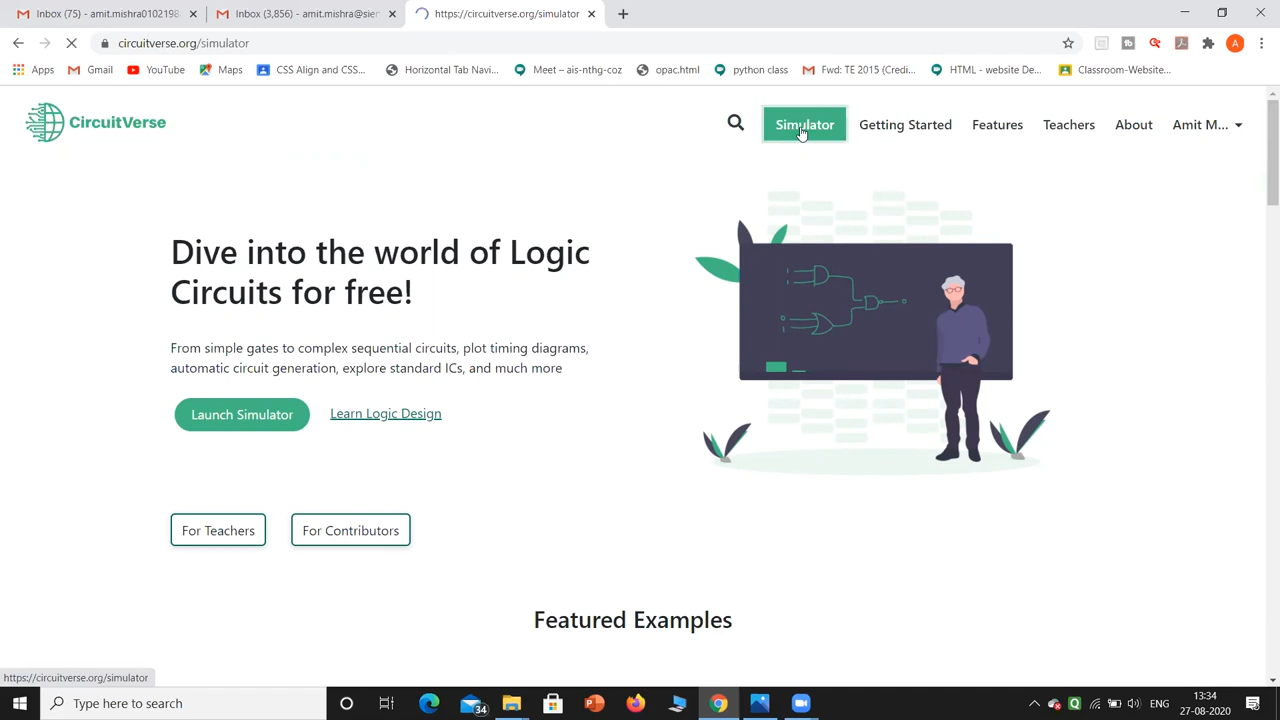 Inbox (75) - amit.mishra0102198
Inbox (3,856) - amit.mishra@sie
https://circuitverse.org/simulator
circuitverse.org/simulator
Apps
Gmail
YouTube
Maps
CSS Align and CSS...
Horizontal Tab Navi...
Meet – ais-nthg-coz
opac.html
python class
Fwd: TE 2015 (Credi...
HTML - website De...
Classroom-Website...
CircuitVerse
Simulator
Getting Started
Features
Teachers
About
Amit M...
Dive into the world of Logic
Circuits for free!
From simple gates to complex sequential circuits, plot timing diagrams,
automatic circuit generation, explore standard ICs, and much more
Launch Simulator
Learn Logic Design
For Teachers
For Contributors
Featured Examples
https://circuitverse.org/simulator
Type here to search
34
ENG
13:34
27-08-2020